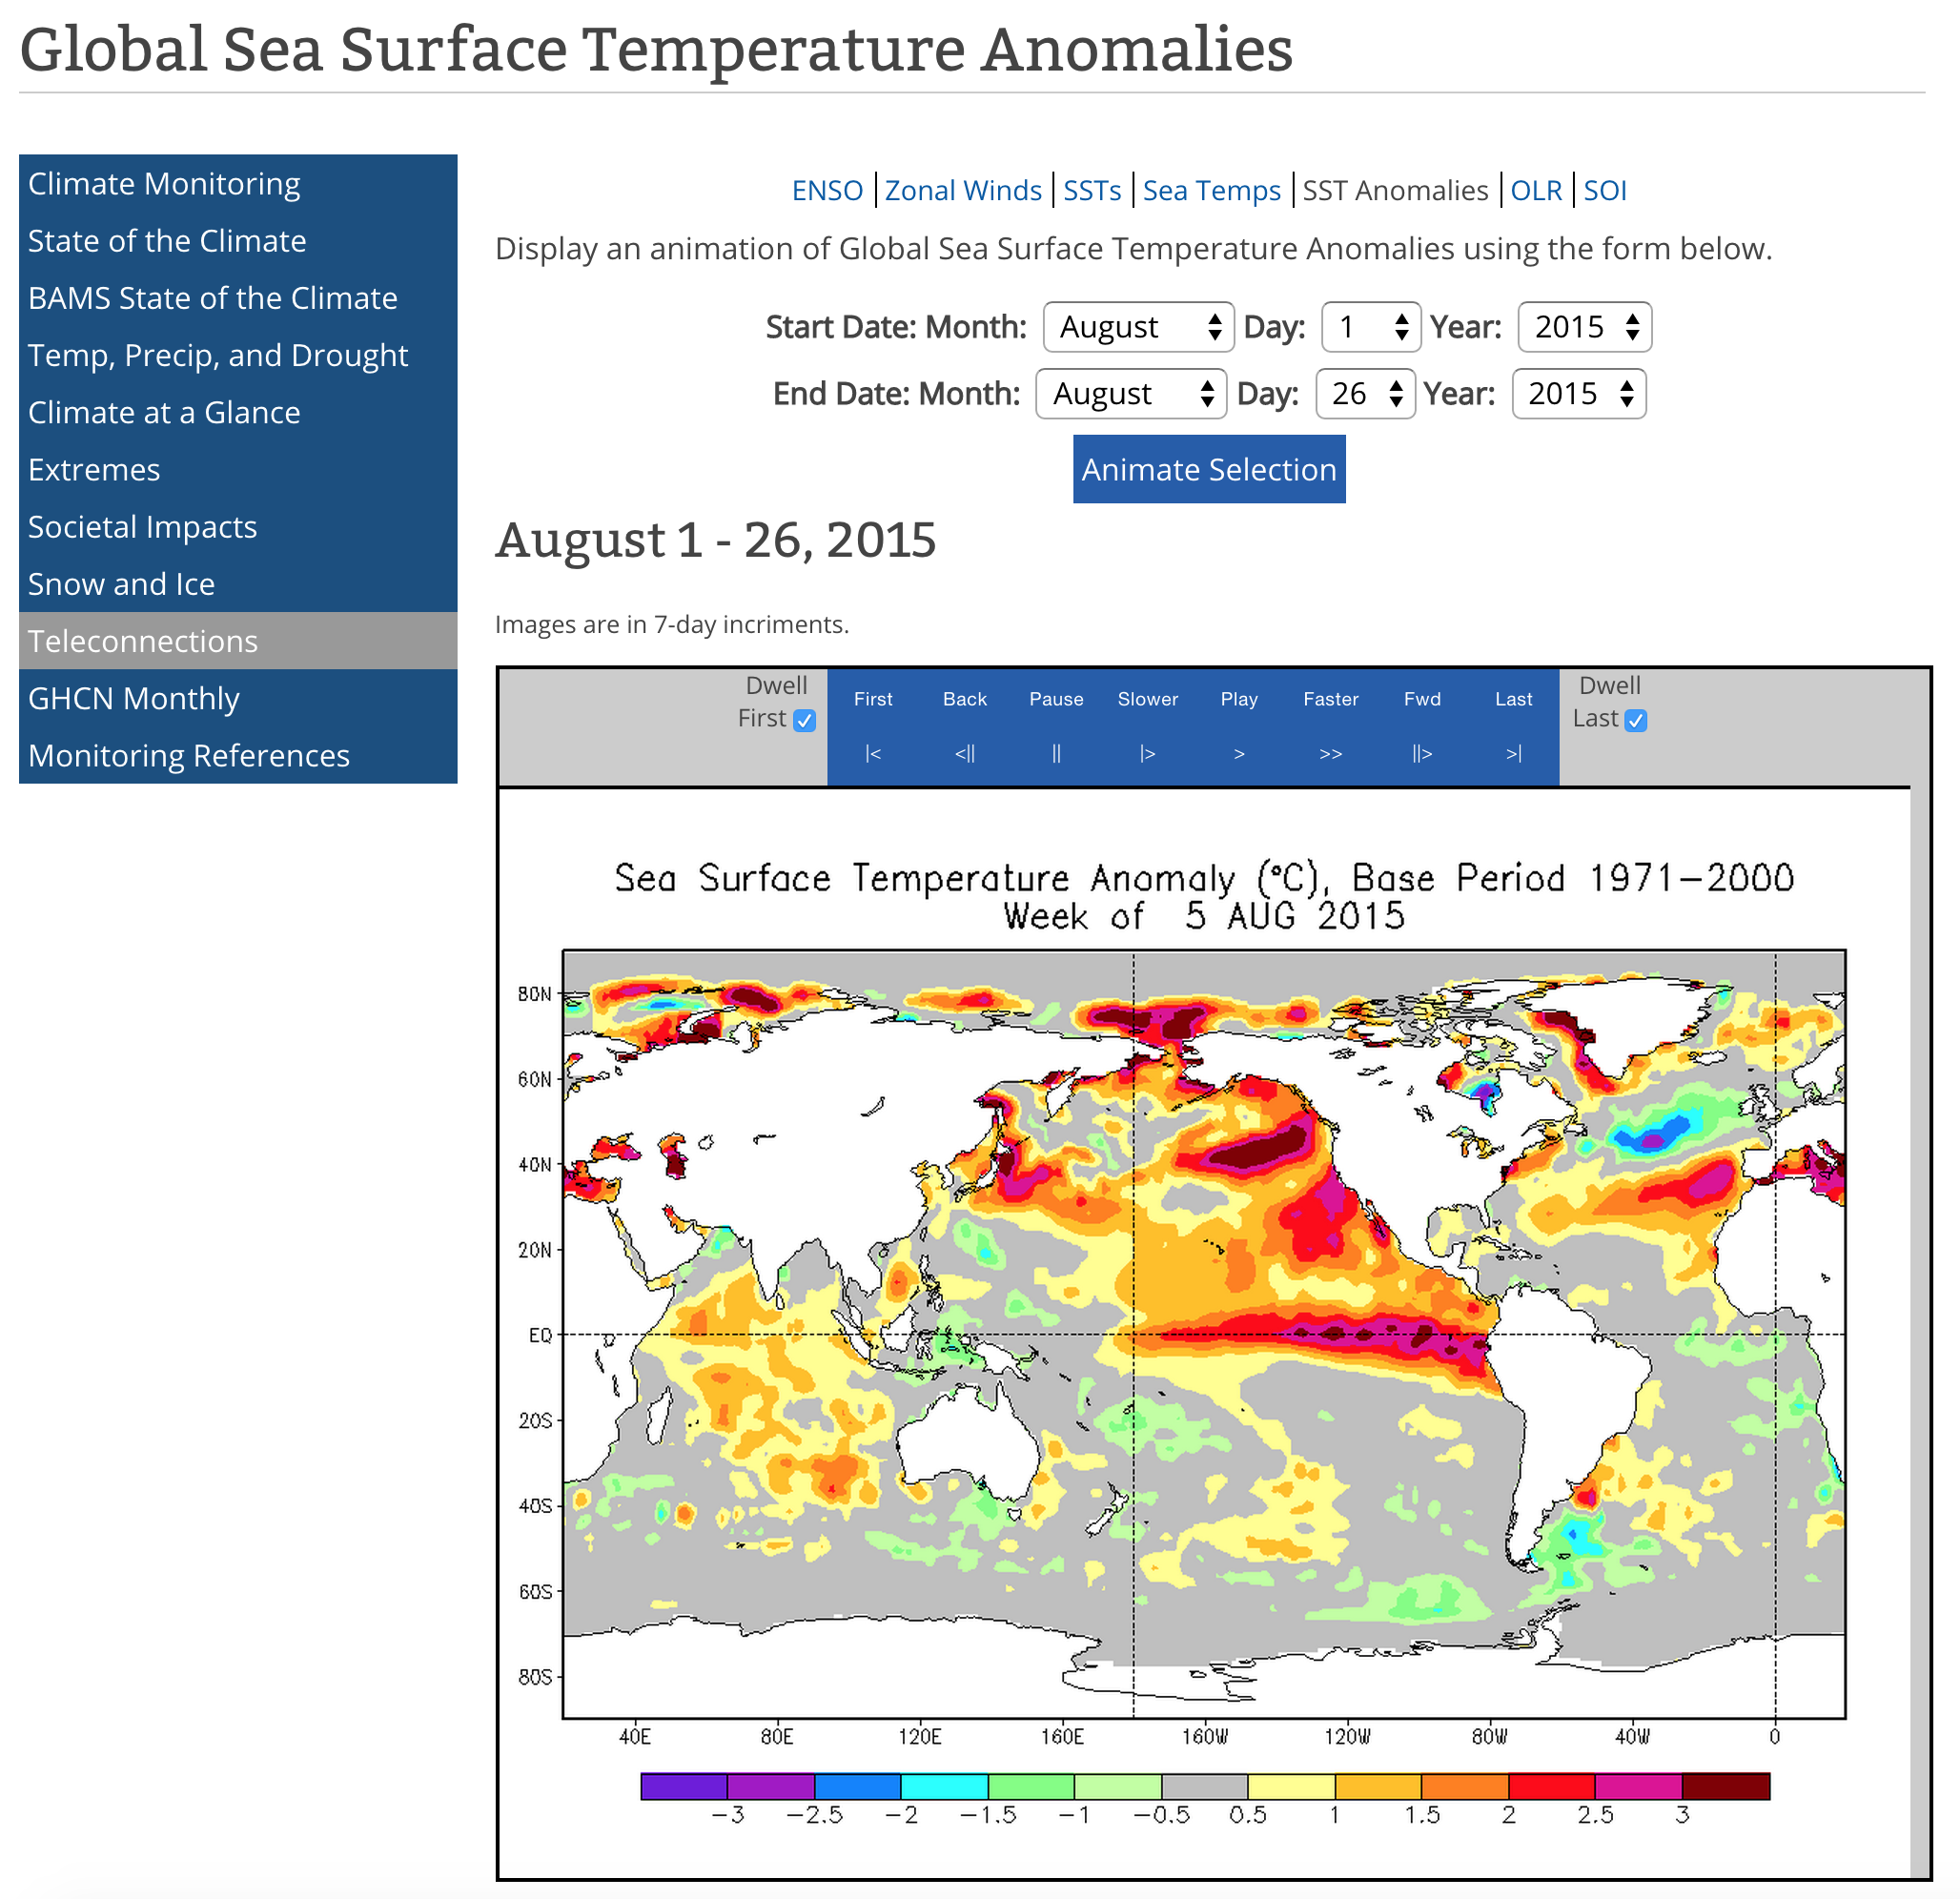 Global Sea Surface Temperature Anomalies
Climate Monitoring
State of the Climate
BAMS State of the Climate
Temp, Precip, and Drought
Climate at a Glance
Extremes
Societal Impacts
Snow and Ice
Teleconnections
GHCN Monthly
Monitoring References
ENSO | Zonal Winds | SSTs | Sea Temps | SST Anomalies | OLR | SOI
Display an animation of Global Sea Surface Temperature Anomalies using the form below.
Start Date: Month: August Day: 1 Year: 2015
End Date: Month: August Day: 26 Year: 2015
Animate Selection
August 1 - 26, 2015
Images are in 7-day incriments.
Dwell First Back Pause Slower Play Faster Fwd Last Dwell
First |< <|| || |> > >> ||> >| Last
Sea Surface Temperature Anomaly (°C), Base Period 1971-2000
Week of 5 AUG 2015
80N
60N
40N
20N
EQ
20S
40S
60S
80S
40E 80E 120E 160E 160W 120W 80W 40W 0
-3 -2.5 -2 -1.5 -1 -0.5 0.5 1 1.5 2 2.5 3